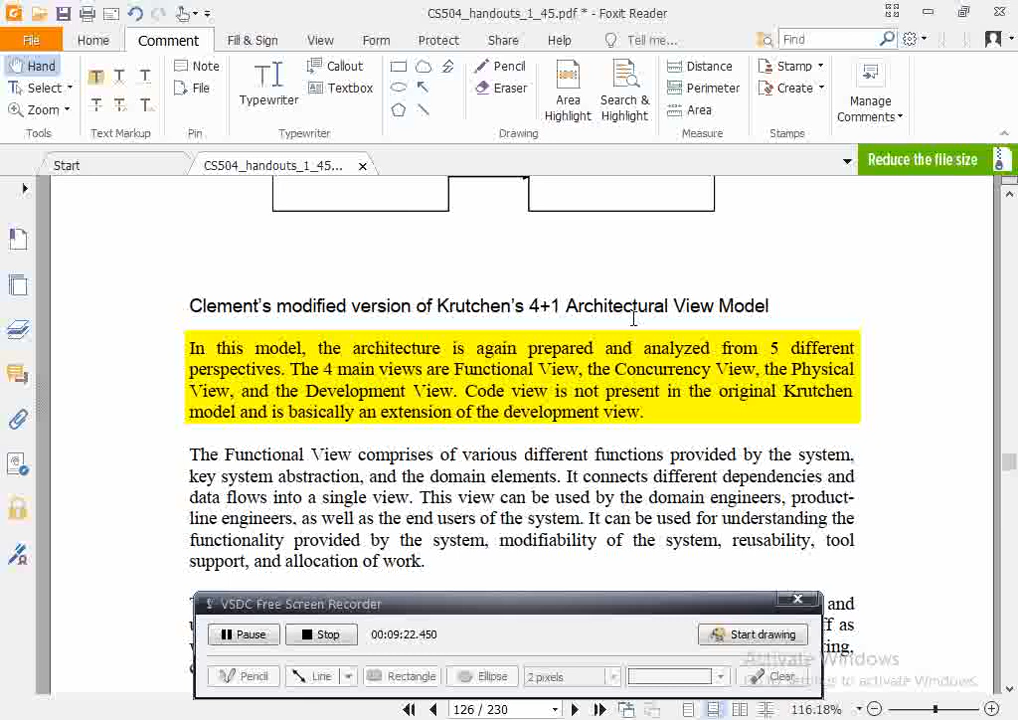 CS504_handouts_1_45.pdf * - Foxit Reader
File Home Comment Fill & Sign View Form Protect Share Help Tell me... Find
Hand Note Callout Pencil Distance Stamp
Select File Typewriter Textbox Eraser Area Highlight Search & Highlight Perimeter Create Manage Comments
Zoom Area
Tools Text Markup Pin Typewriter Drawing Measure Stamps
Start CS504_handouts_1_45... Reduce the file size
Clement's modified version of Krutchen's 4+1 Architectural View Model
In this model, the architecture is again prepared and analyzed from 5 different
perspectives. The 4 main views are Functional View, the Concurrency View, the Physical
View, and the Development View. Code view is not present in the original Krutchen
model and is basically an extension of the development view.
The Functional View comprises of various different functions provided by the system,
key system abstraction, and the domain elements. It connects different dependencies and
data flows into a single view. This view can be used by the domain engineers, product-
line engineers, as well as the end users of the system. It can be used for understanding the
functionality provided by the system, modifiability of the system, reusability, tool
support, and allocation of work.
VSDC Free Screen Recorder and
as
Pause Stop 00:09:22.450 Start drawing
Activate Windows
Pencil Line Rectangle Ellipse 2 pixels Clear
to activate Windows.
126 / 230 116.18%